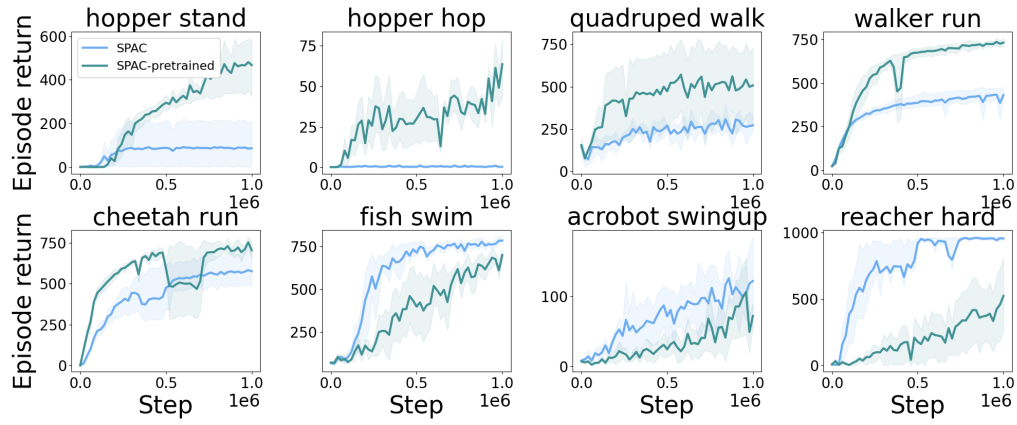 hopper stand
hopper hop
quadruped walk
walker run
Episode return
600
400
200
0
SPAC
SPAC-pretrained
0.0
0.5
1.0
1e6
75
50
25
0
0.0
0.5
1.0
1e6
750
500
250
0
0.0
0.5
1.0
1e6
750
500
250
0
0.0
0.5
1.0
1e6
cheetah run
fish swim
acrobot swingup
reacher hard
Episode return
750
500
250
0
0.0
0.5
1.0
1e6
Step
750
500
250
0.0
0.5
1.0
1e6
Step
100
0
0.0
0.5
1.0
1e6
Step
1000
500
0
0.0
0.5
1.0
1e6
Step